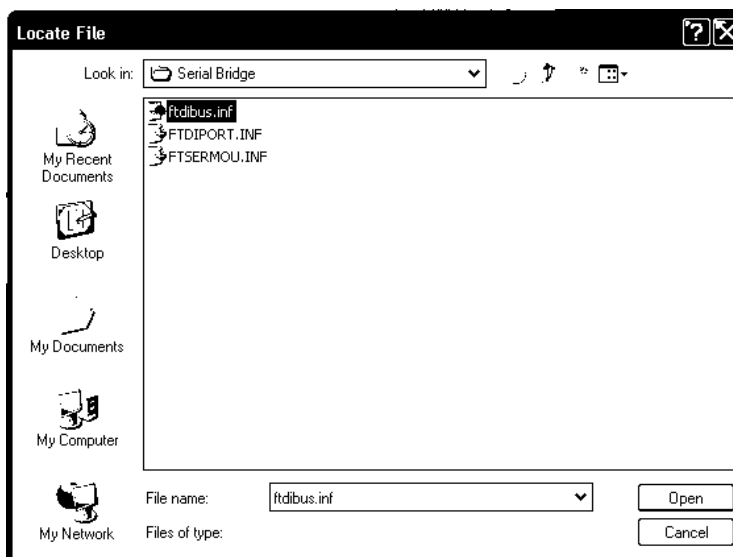 Locate File
Look in:
Serial Bridge
ftdibus.inf
FTDIPORT.INF
FTSERMOU.INF
My Recent
Documents
Desktop
My Documents
My Computer
My Network
File name:
ftdibus.inf
Open
Files of type:
Cancel